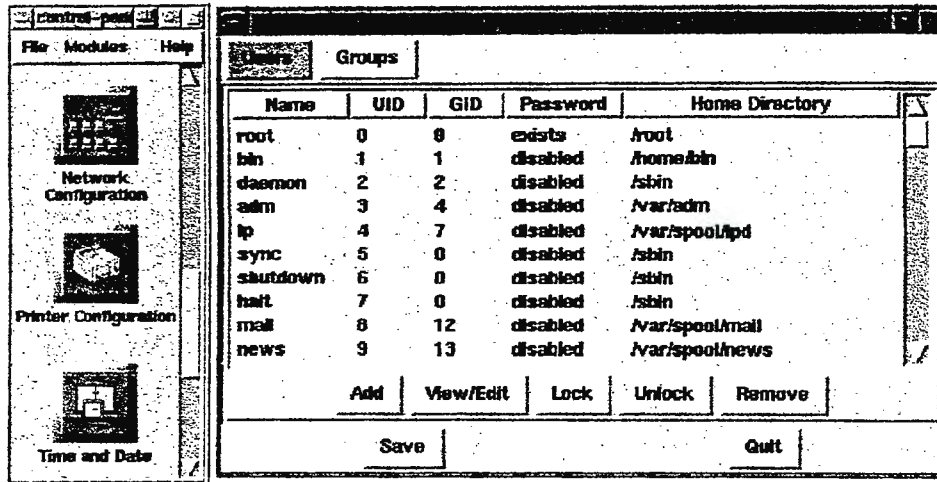 control-panel
File Modules Help
Network
Configuration
Printer Configuration
Time and Date
Users Groups
Name UID GID Password Home Directory
root 0 0 exists /root
bin 1 1 disabled /home/bin
daemon 2 2 disabled /sbin
adm 3 4 disabled /var/adm
lp 4 7 disabled /var/spool/lpd
sync 5 0 disabled /sbin
shutdown 6 0 disabled /sbin
halt 7 0 disabled /sbin
mail 8 12 disabled /var/spool/mail
news 9 13 disabled /var/spool/news
Add View/Edit Lock Unlock Remove
Save Quit